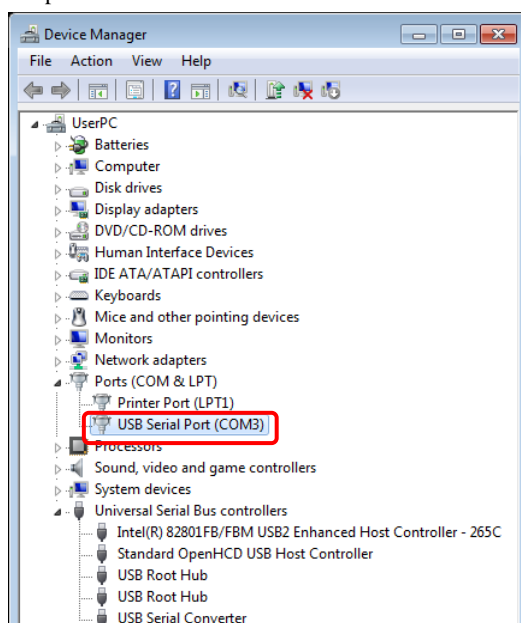 Device Manager
File Action View Help
UserPC
Batteries
Computer
Disk drives
Display adapters
DVD/CD-ROM drives
Human Interface Devices
IDE ATA/ATAPI controllers
Keyboards
Mice and other pointing devices
Monitors
Network adapters
Ports (COM & LPT)
Printer Port (LPT1)
USB Serial Port (COM3)
Processors
Sound, video and game controllers
System devices
Universal Serial Bus controllers
Intel(R) 82801FB/FBM USB2 Enhanced Host Controller - 265C
Standard OpenHCD USB Host Controller
USB Root Hub
USB Root Hub
USB Serial Converter